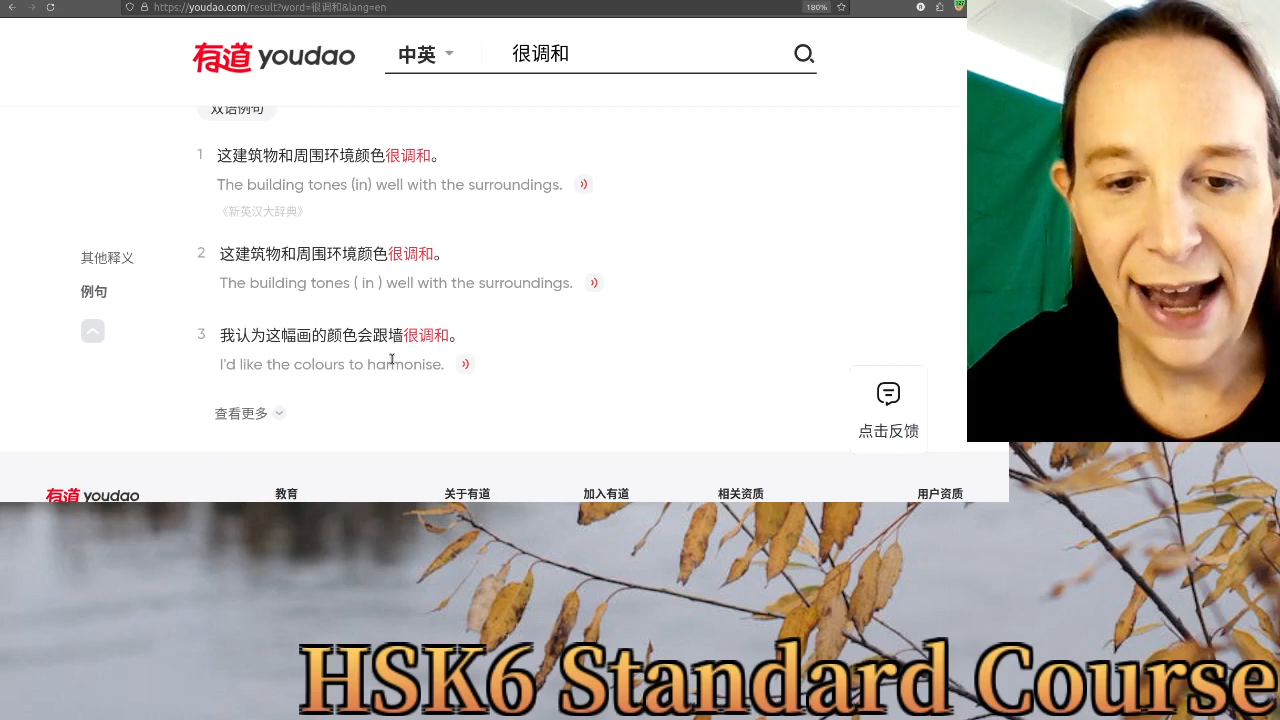 https://youdao.com/result?word=很调和&lang=en
180%
有道 youdao
中英
很调和
双语例句
1 这建筑物和周围环境颜色很调和。
The building tones (in) well with the surroundings.
《新英汉大辞典》
其他释义
例句
2 这建筑物和周围环境颜色很调和。
The building tones ( in ) well with the surroundings.
3 我认为这幅画的颜色会跟墙很调和。
I'd like the colours to harmonise.
查看更多
点击反馈
有道 youdao
教育
关于有道
加入有道
相关资质
用户资质
HSK6 Standard Course